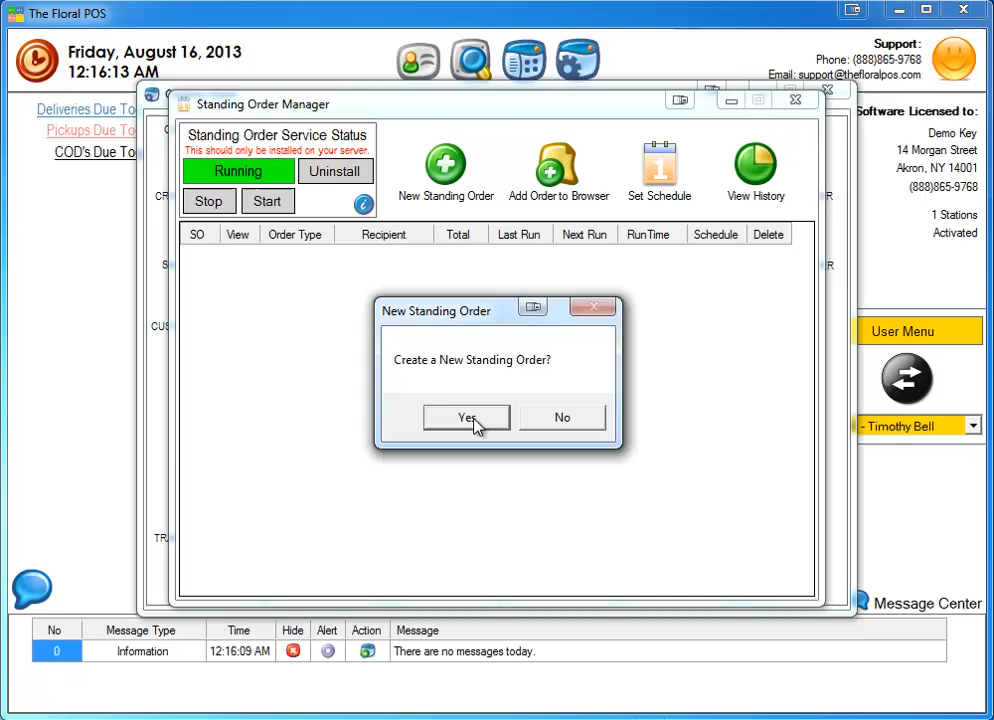 The Floral POS
Friday, August 16, 2013
12:16:13 AM
Support:
Phone: (888)865-9768
Email: support@thefloralpos.com
Deliveries Due To
Pickups Due To
COD's Due To
Standing Order Manager
Standing Order Service Status
This should only be installed on your server.
Running
Uninstall
Stop
Start
New Standing Order
Add Order to Browser
1
Set Schedule
View History
SO View Order Type Recipient Total Last Run Next Run RunTime Schedule Delete
New Standing Order
Create a New Standing Order?
Yes
No
CR
S
CUS
TR
R
ER
Software Licensed to:
Demo Key
14 Morgan Street
Akron, NY 14001
(888)865-9768
1 Stations
Activated
User Menu
- Timothy Bell
Message Center
No Message Type Time Hide Alert Action Message
0 Information 12:16:09 AM There are no messages today.